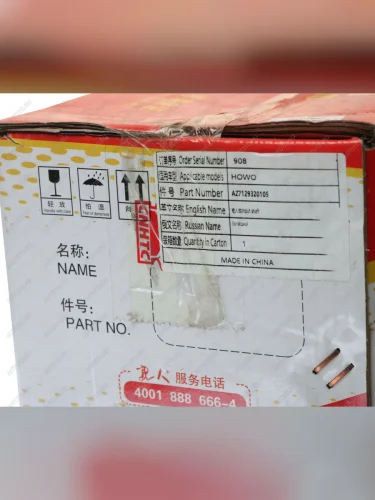 订单序号 Order Serial Number 908
适用车型 Applicable models HOWO
件 号 Part Number AZ7129320105
英文名称 English Name
俄文名称 Russian Name
装箱数量 Quantity in Carton 1
MADE IN CHINA
轻放 怕湿 向
名称:
NAME
件号:
PART NO.
服务电话
4001 888 666-4